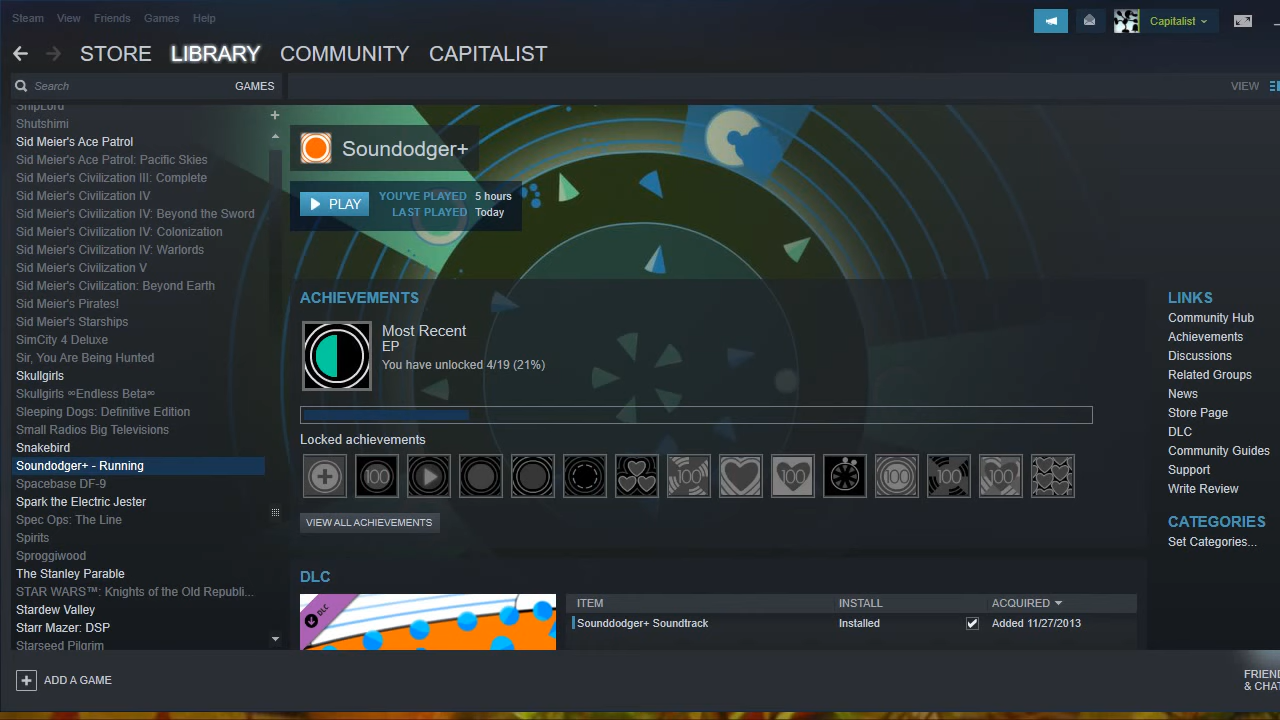 Steam View Friends Games Help
Capitalist
STORE LIBRARY COMMUNITY CAPITALIST
Search GAMES
VIEW
ShipLord
Shutshimi
Sid Meier's Ace Patrol
Sid Meier's Ace Patrol: Pacific Skies
Sid Meier's Civilization III: Complete
Sid Meier's Civilization IV
Sid Meier's Civilization IV: Beyond the Sword
Sid Meier's Civilization IV: Colonization
Sid Meier's Civilization IV: Warlords
Sid Meier's Civilization V
Sid Meier's Civilization: Beyond Earth
Sid Meier's Pirates!
Sid Meier's Starships
SimCity 4 Deluxe
Sir, You Are Being Hunted
Skullgirls
Skullgirls ∞Endless Beta∞
Sleeping Dogs: Definitive Edition
Small Radios Big Televisions
Snakebird
Soundodger+ - Running
Spacebase DF-9
Spark the Electric Jester
Spec Ops: The Line
Spirits
Sproggiwood
The Stanley Parable
STAR WARS™: Knights of the Old Republi...
Stardew Valley
Starr Mazer: DSP
Starseed Pilgrim
Soundodger+
PLAY
YOU'VE PLAYED 5 hours
LAST PLAYED Today
ACHIEVEMENTS
Most Recent
EP
You have unlocked 4/19 (21%)
Locked achievements
100 100 100 100 100 100
VIEW ALL ACHIEVEMENTS
DLC
DLC
ITEM INSTALL ACQUIRED
Sounddodger+ Soundtrack Installed Added 11/27/2013
LINKS
Community Hub
Achievements
Discussions
Related Groups
News
Store Page
DLC
Community Guides
Support
Write Review
CATEGORIES
Set Categories...
ADD A GAME
FRIEND
& CHAT